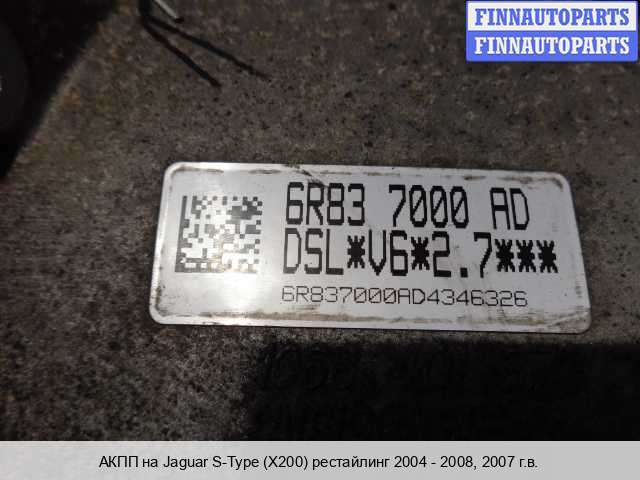 FINNAUTOPARTS
FINNAUTOPARTS
6R83 7000 AD
DSL*V6*2.7***
6R837000AD4346326
АКПП на Jaguar S-Type (X200) рестайлинг 2004 - 2008, 2007 г.в.